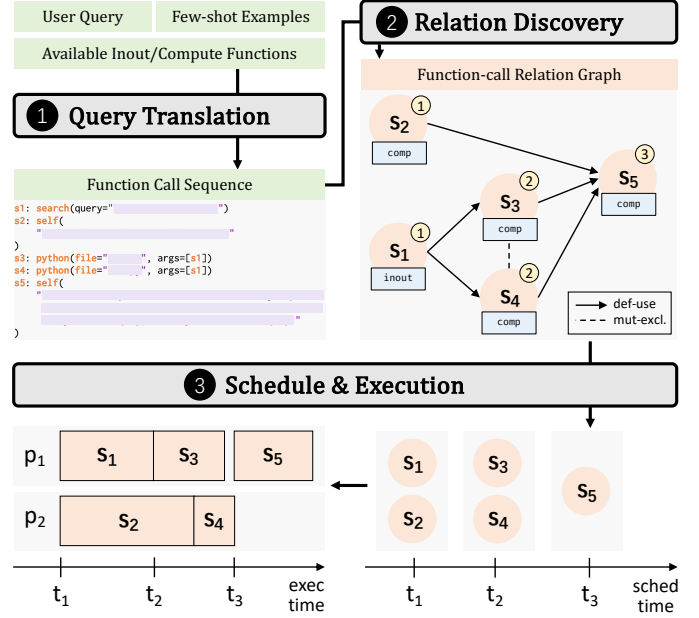 User Query
Few-shot Examples
Available Inout/Compute Functions
1 Query Translation
Function Call Sequence
s1: search(query=" ")
s2: self(
" "
)
s3: python(file=" ", args=[s1])
s4: python(file=" ", args=[s1])
s5: self(
"
"
)
2 Relation Discovery
Function-call Relation Graph
1
S2
comp
3
S5
comp
2
S3
comp
1
S1
inout
2
S4
comp
def-use
mut-excl.
3 Schedule & Execution
p1
S1
S3
S5
p2
S2
S4
t1
t2
t3
exec
time
S1
S3
S5
S2
S4
t1
t2
t3
sched
time